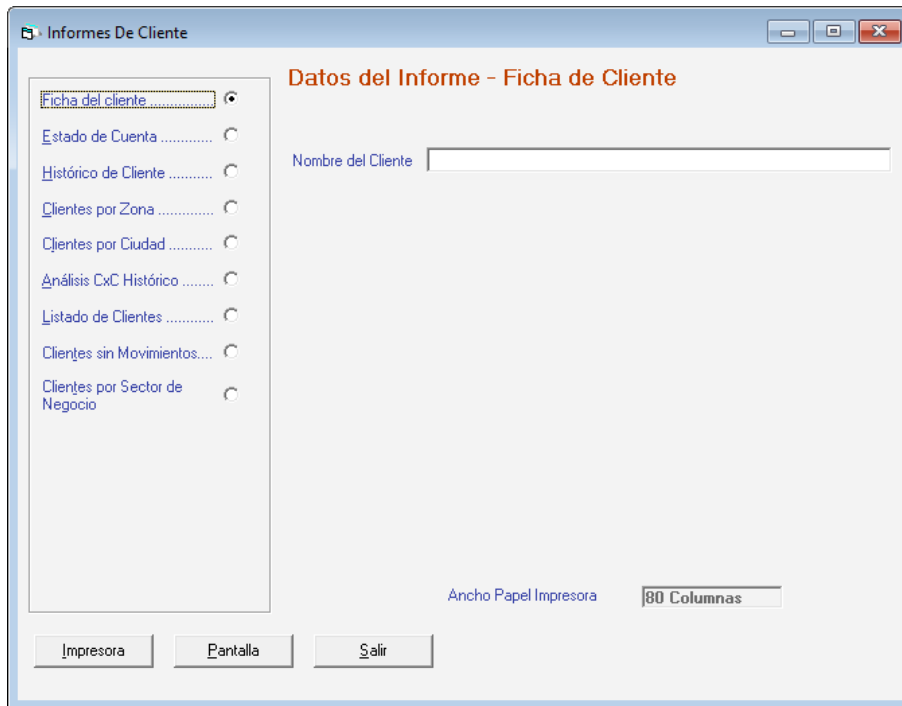 Informes De Cliente
Datos del Informe - Ficha de Cliente
Ficha del cliente ...............
Estado de Cuenta .............
Nombre del Cliente
Histórico de Cliente ...........
Clientes por Zona ..............
Clientes por Ciudad ...........
Análisis CxC Histórico ........
Listado de Clientes ............
Clientes sin Movimientos....
Clientes por Sector de
Negocio
Ancho Papel Impresora 80 Columnas
Impresora Pantalla Salir